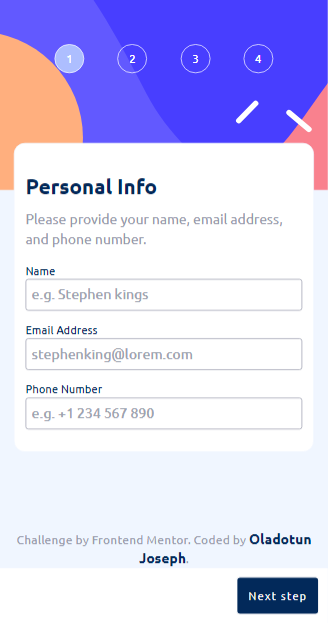 1 2 3 4
Personal Info
Please provide your name, email address,
and phone number.
Name
e.g. Stephen kings
Email Address
stephenking@lorem.com
Phone Number
e.g. +1 234 567 890
Challenge by Frontend Mentor. Coded by Oladotun
Joseph.
Next step